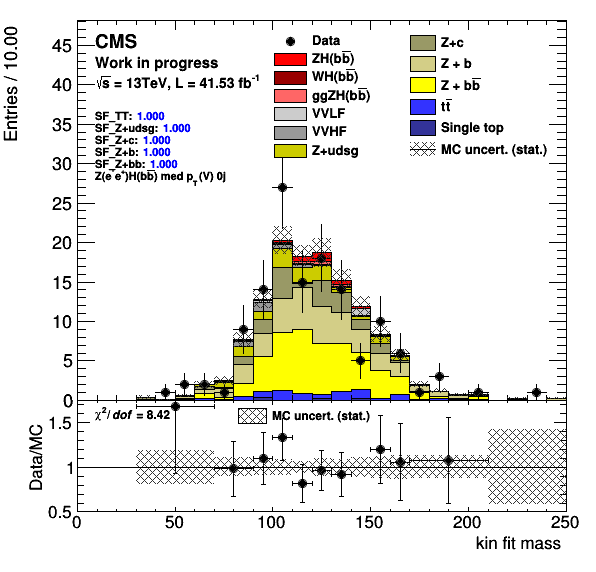 CMS
Work in progress
√s = 13TeV, L = 41.53 fb⁻¹
SF_TT: 1.000
SF_Z+udsg: 1.000
SF_Z+c: 1.000
SF_Z+b: 1.000
SF_Z+bb: 1.000
Z(e⁻e⁺)H(bb̅) med p_T(V) 0j
Data
ZH(bb̅)
WH(bb̅)
ggZH(bb̅)
VVLF
VVHF
Z+udsg
Z+c
Z + b
Z + bb̅
tt̅
Single top
MC uncert. (stat.)
Entries / 10.00
45
40
35
30
25
20
15
10
5
0
χ²/ dof = 8.42
MC uncert. (stat.)
Data/MC
1.5
1
0.5
0 50 100 150 200 250
kin fit mass